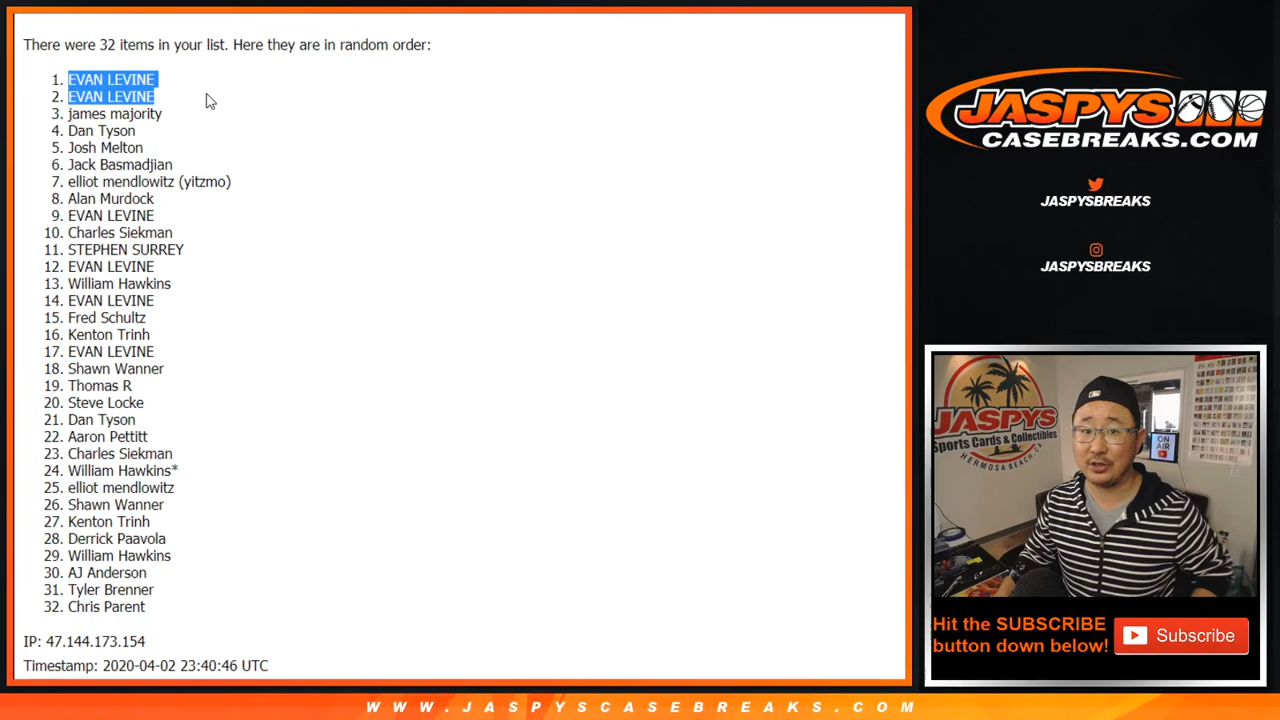 There were 32 items in your list. Here they are in random order:
1. EVAN LEVINE
2. EVAN LEVINE
3. james majority
4. Dan Tyson
5. Josh Melton
6. Jack Basmadjian
7. elliot mendlowitz (yitzmo)
8. Alan Murdock
9. EVAN LEVINE
10. Charles Siekman
11. STEPHEN SURREY
12. EVAN LEVINE
13. William Hawkins
14. EVAN LEVINE
15. Fred Schultz
16. Kenton Trinh
17. EVAN LEVINE
18. Shawn Wanner
19. Thomas R
20. Steve Locke
21. Dan Tyson
22. Aaron Pettitt
23. Charles Siekman
24. William Hawkins*
25. elliot mendlowitz
26. Shawn Wanner
27. Kenton Trinh
28. Derrick Paavola
29. William Hawkins
30. AJ Anderson
31. Tyler Brenner
32. Chris Parent
IP: 47.144.173.154
Timestamp: 2020-04-02 23:40:46 UTC
JASPYS
CASEBREAKS.COM
JASPYSBREAKS
JASPYSBREAKS
JASPYS
Sports Cards & Collectibles
HERMOSA BEACH, CA
ON
AIR
Hit the SUBSCRIBE
button down below!
Subscribe
WWW.JASPYSCASEBREAKS.COM